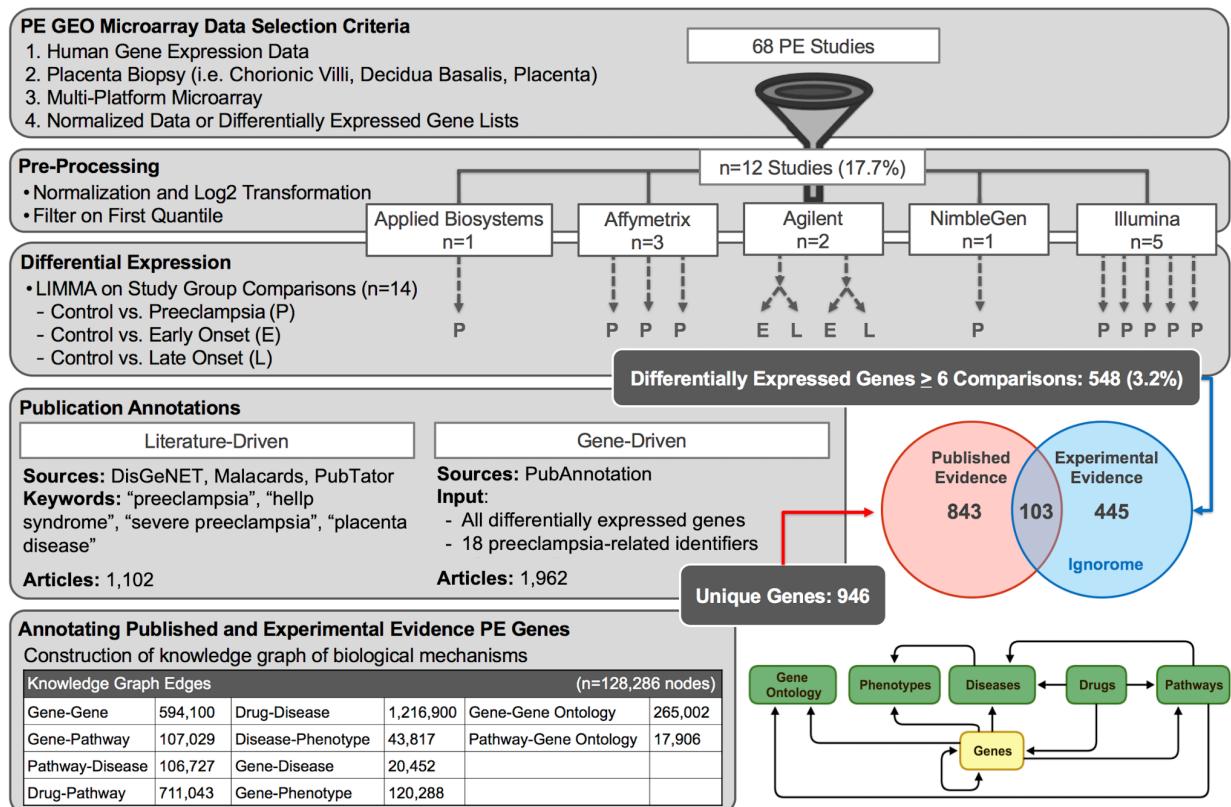 PE GEO Microarray Data Selection Criteria
1. Human Gene Expression Data
2. Placenta Biopsy (i.e. Chorionic Villi, Decidua Basalis, Placenta)
3. Multi-Platform Microarray
4. Normalized Data or Differentially Expressed Gene Lists
68 PE Studies
Pre-Processing
• Normalization and Log2 Transformation
• Filter on First Quantile
n=12 Studies (17.7%)
Applied Biosystems
n=1
Affymetrix
n=3
Agilent
n=2
NimbleGen
n=1
Illumina
n=5
Differential Expression
• LIMMA on Study Group Comparisons (n=14)
- Control vs. Preeclampsia (P)
- Control vs. Early Onset (E)
- Control vs. Late Onset (L)
P P P P E L E L P P P P P P
Differentially Expressed Genes ≥ 6 Comparisons: 548 (3.2%)
Publication Annotations
Literature-Driven
Sources: DisGeNET, Malacards, PubTator
Keywords: “preeclampsia”, “hellp
syndrome”, “severe preeclampsia”, “placenta
disease”
Articles: 1,102
Gene-Driven
Sources: PubAnnotation
Input:
- All differentially expressed genes
- 18 preeclampsia-related identifiers
Articles: 1,962
Published
Evidence
843
103
Experimental
Evidence
445
Ignorome
Unique Genes: 946
Annotating Published and Experimental Evidence PE Genes
Construction of knowledge graph of biological mechanisms
Knowledge Graph Edges (n=128,286 nodes)
Gene-Gene 594,100 Drug-Disease 1,216,900 Gene-Gene Ontology 265,002
Gene-Pathway 107,029 Disease-Phenotype 43,817 Pathway-Gene Ontology 17,906
Pathway-Disease 106,727 Gene-Disease 20,452
Drug-Pathway 711,043 Gene-Phenotype 120,288
Gene
Ontology
Phenotypes
Diseases
Drugs
Pathways
Genes